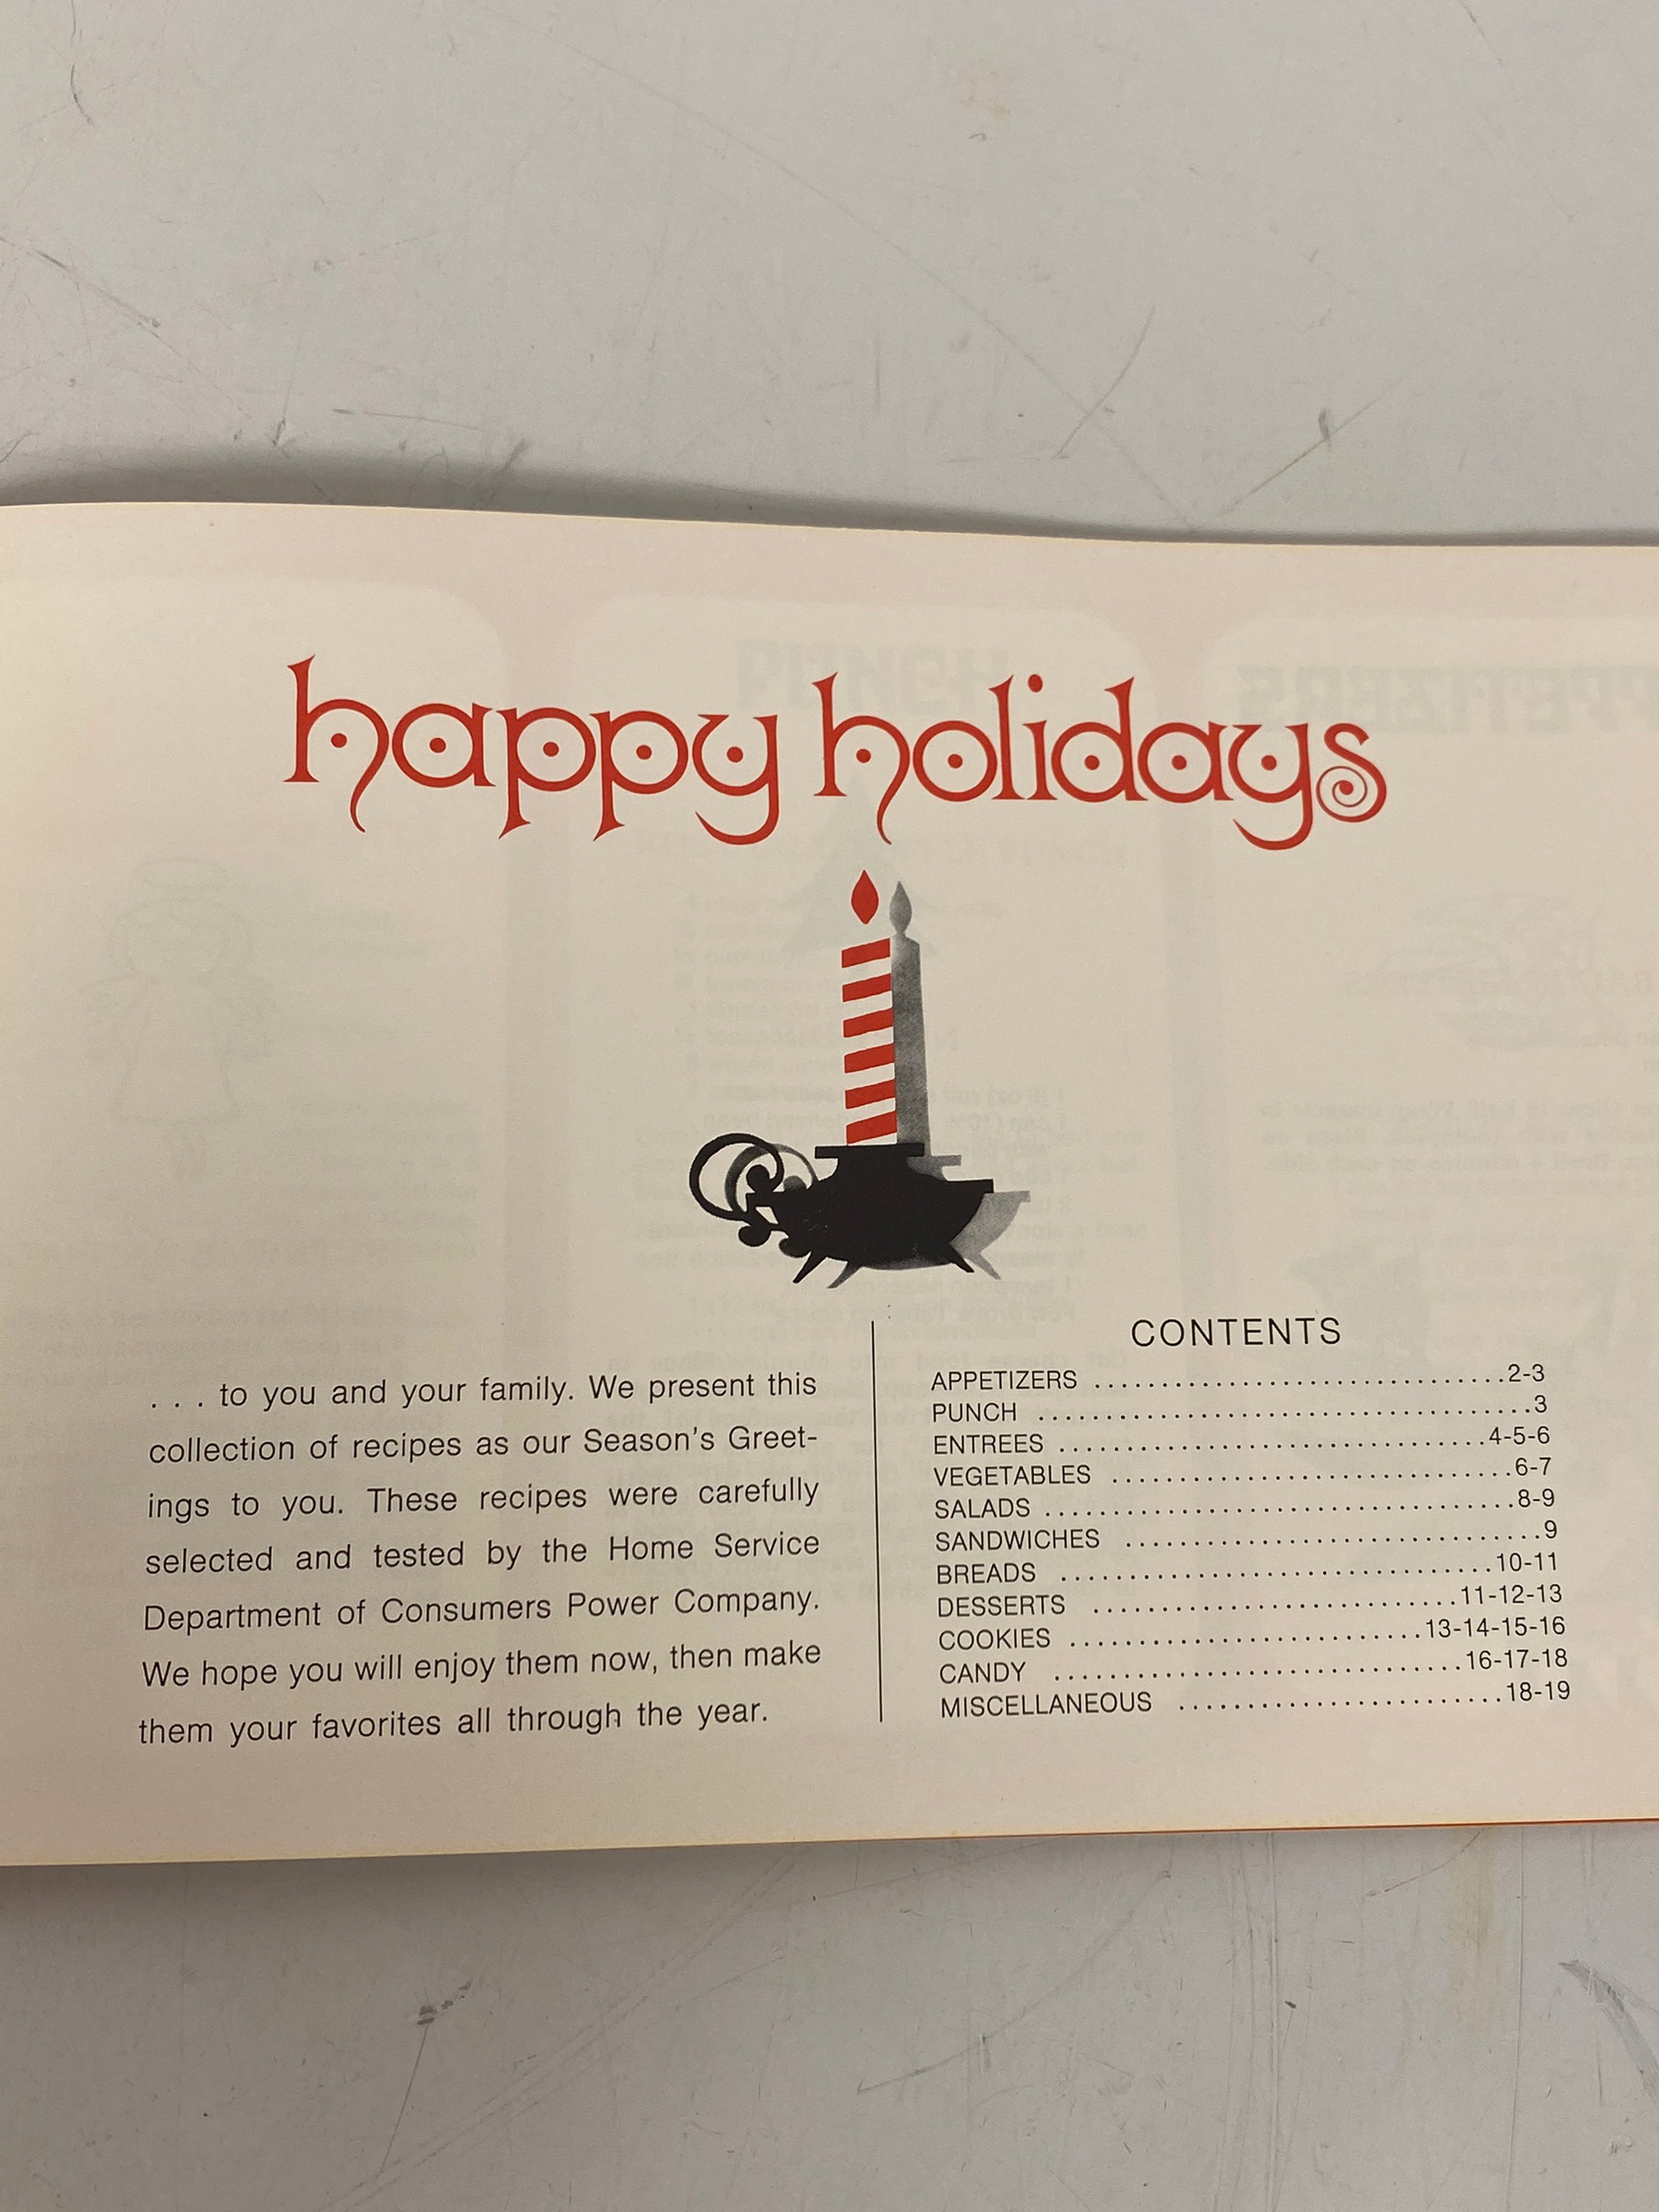 happy holidays
. . . to you and your family. We present this
collection of recipes as our Season's Greet-
ings to you. These recipes were carefully
selected and tested by the Home Service
Department of Consumers Power Company.
We hope you will enjoy them now, then make
them your favorites all through the year.
CONTENTS
APPETIZERS ................................2-3
PUNCH ......................................3
ENTREES .................................4-5-6
VEGETABLES ...............................6-7
SALADS ....................................8-9
SANDWICHES ................................9
BREADS .................................10-11
DESSERTS ............................11-12-13
COOKIES ...........................13-14-15-16
CANDY ................................16-17-18
MISCELLANEOUS .........................18-19